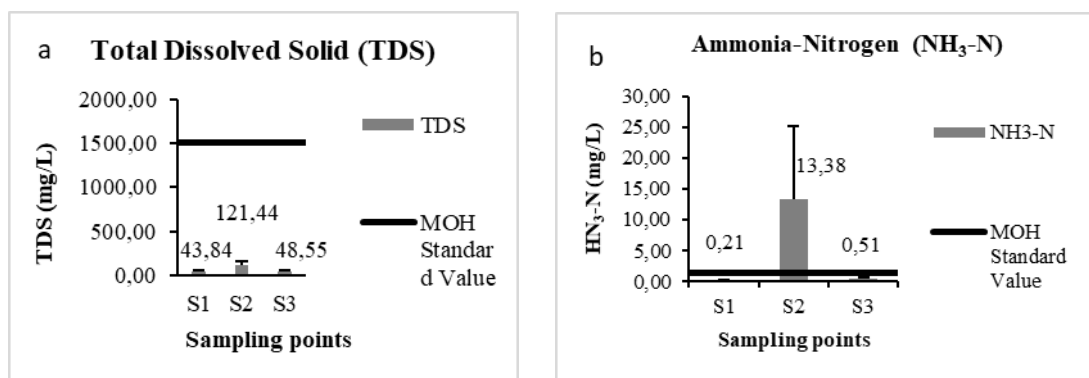 a
Total Dissolved Solid (TDS)
TDS (mg/L)
2000,00
1500,00
1000,00
500,00
0,00
43,84
121,44
48,55
S1 S2 S3
Sampling points
TDS
MOH
Standar
d Value
b
Ammonia-Nitrogen (NH₃-N)
HN₃-N (mg/L)
30,00
25,00
20,00
15,00
10,00
5,00
0,00
0,21
13,38
0,51
S1 S2 S3
Sampling points
NH3-N
MOH
Standard
Value